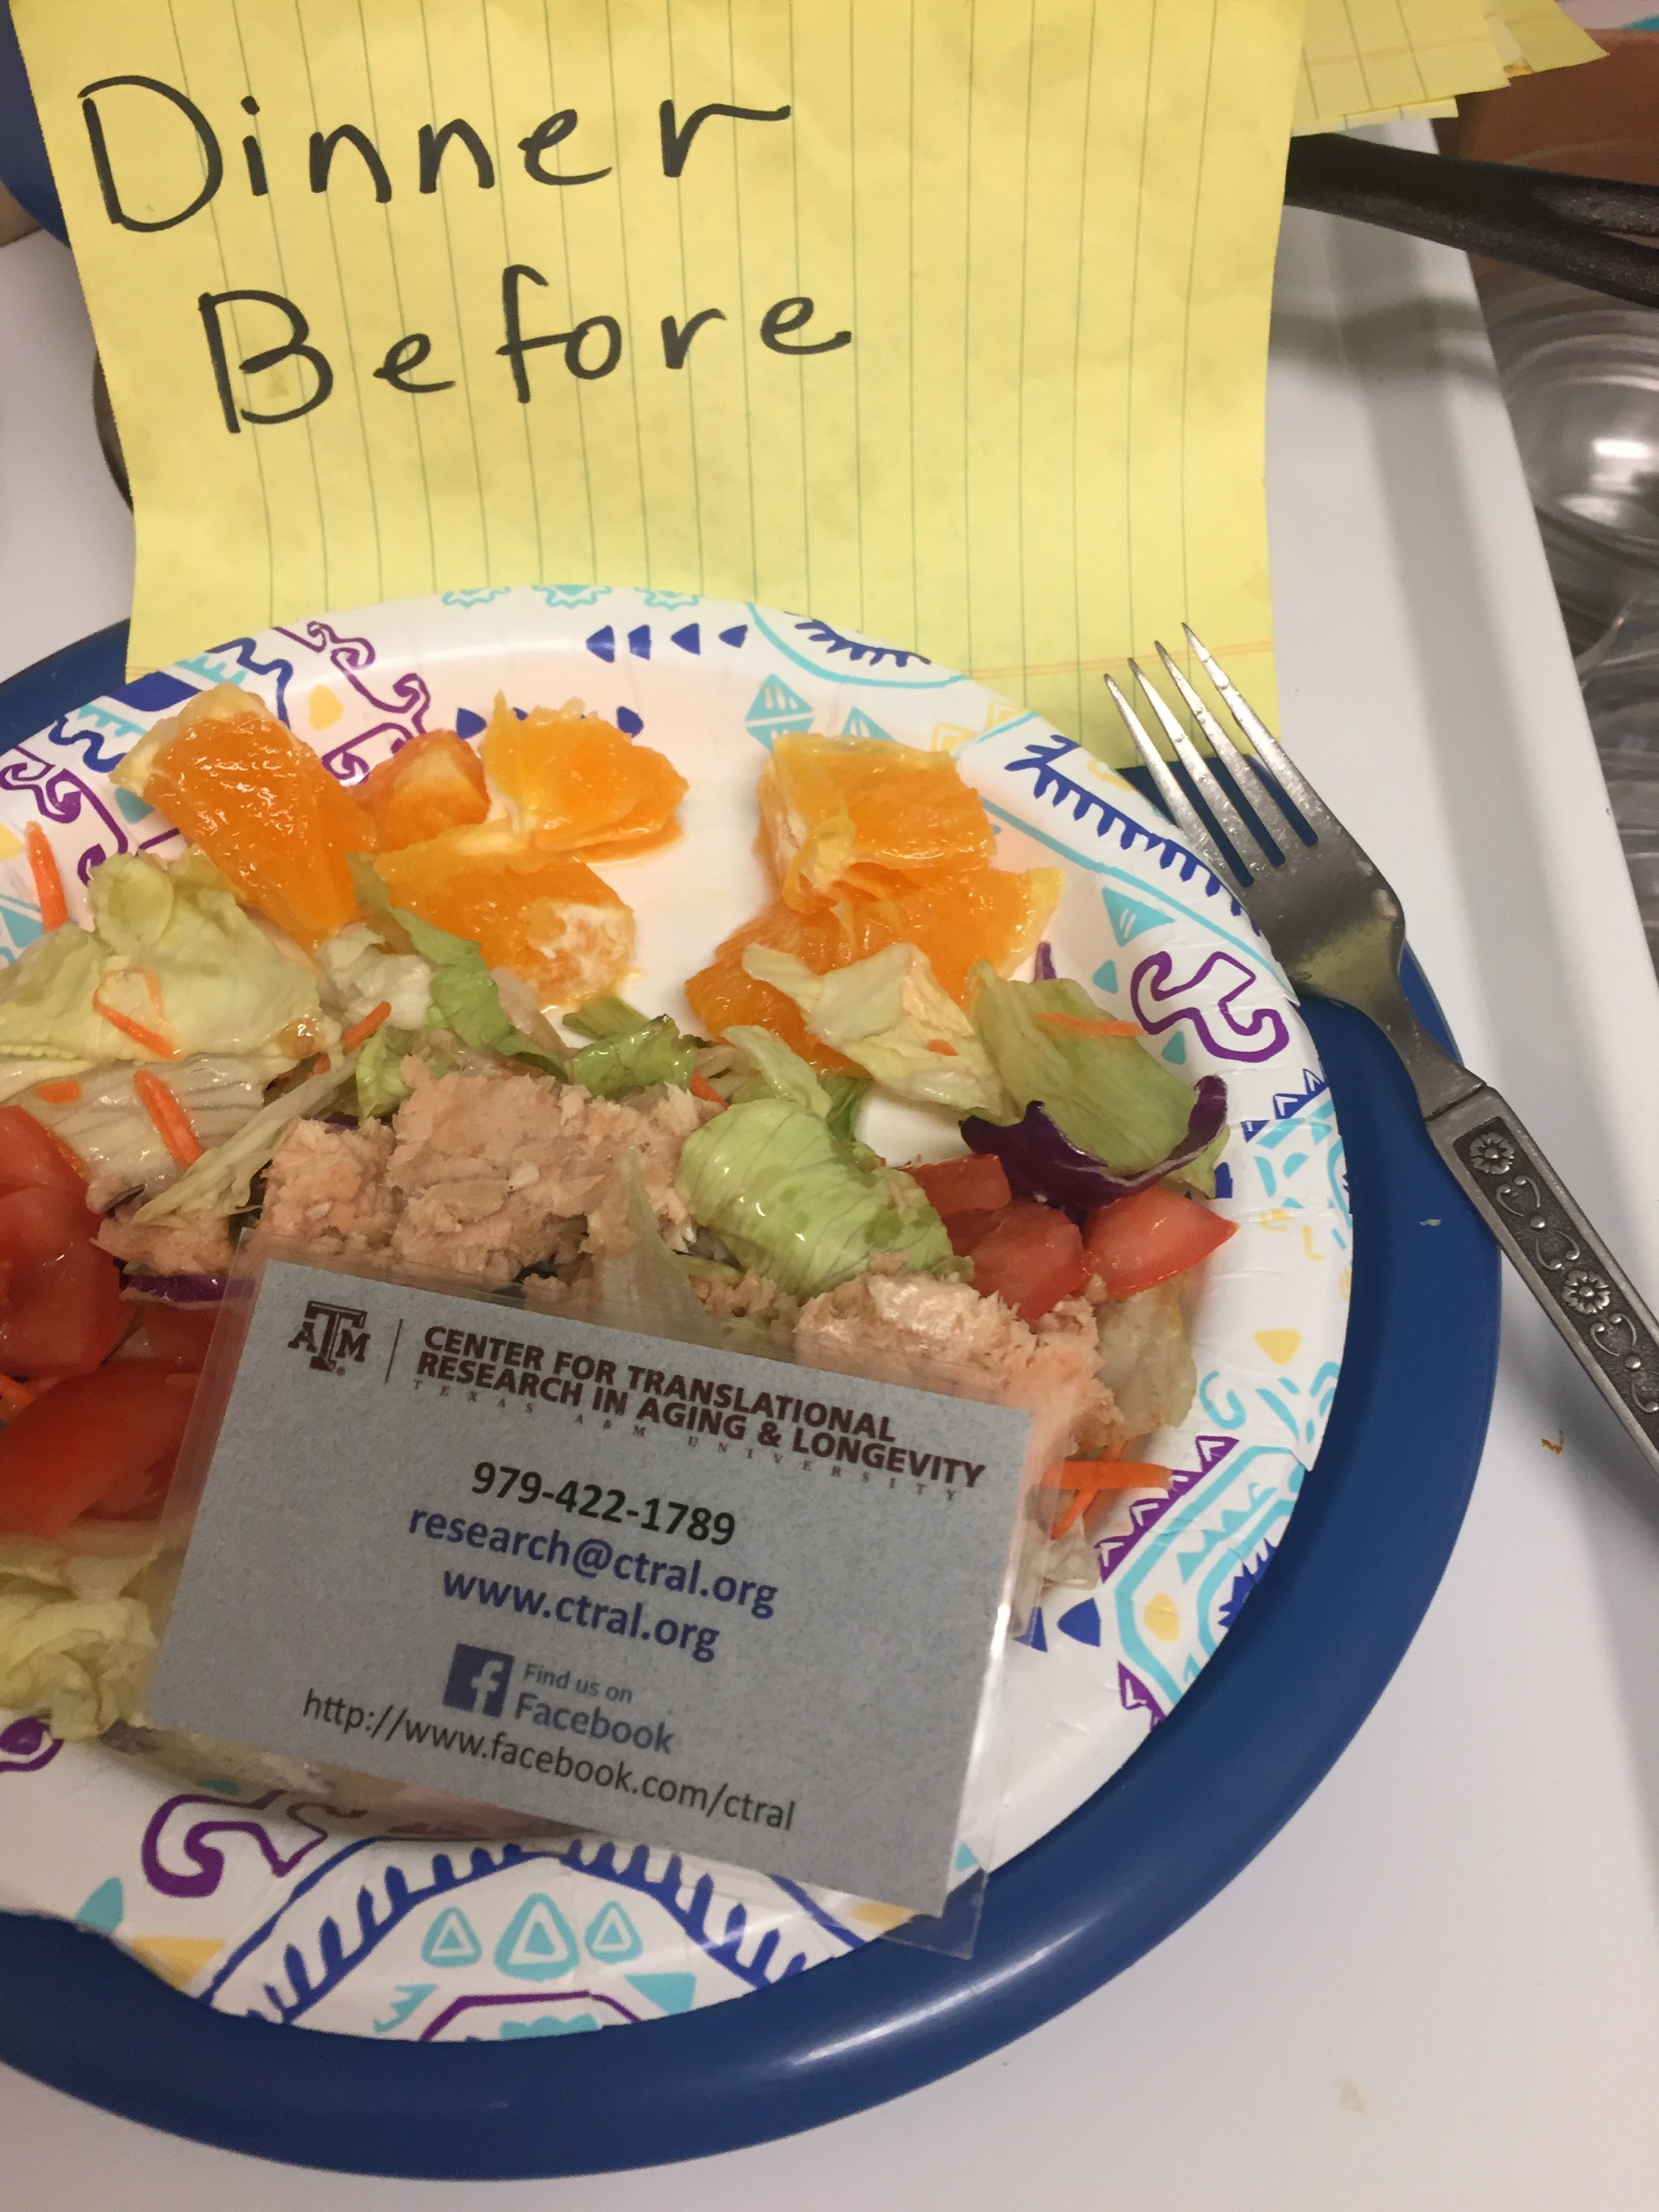 Dinner
Before
ATM
CENTER FOR TRANSLATIONAL
RESEARCH IN AGING & LONGEVITY
TEXAS A&M UNIVERSITY
979-422-1789
research@ctral.org
www.ctral.org
f Find us on
Facebook
http://www.facebook.com/ctral